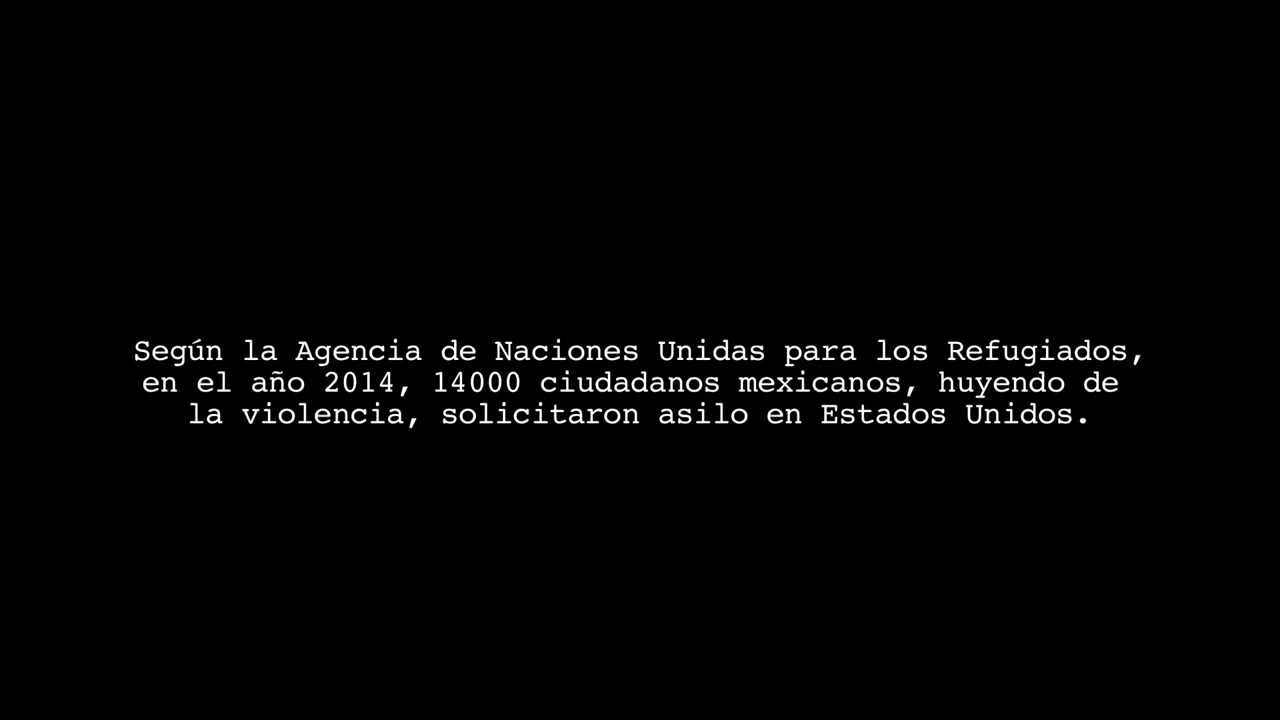 Según la Agencia de Naciones Unidas para los Refugiados,
en el año 2014, 14000 ciudadanos mexicanos, huyendo de
la violencia, solicitaron asilo en Estados Unidos.